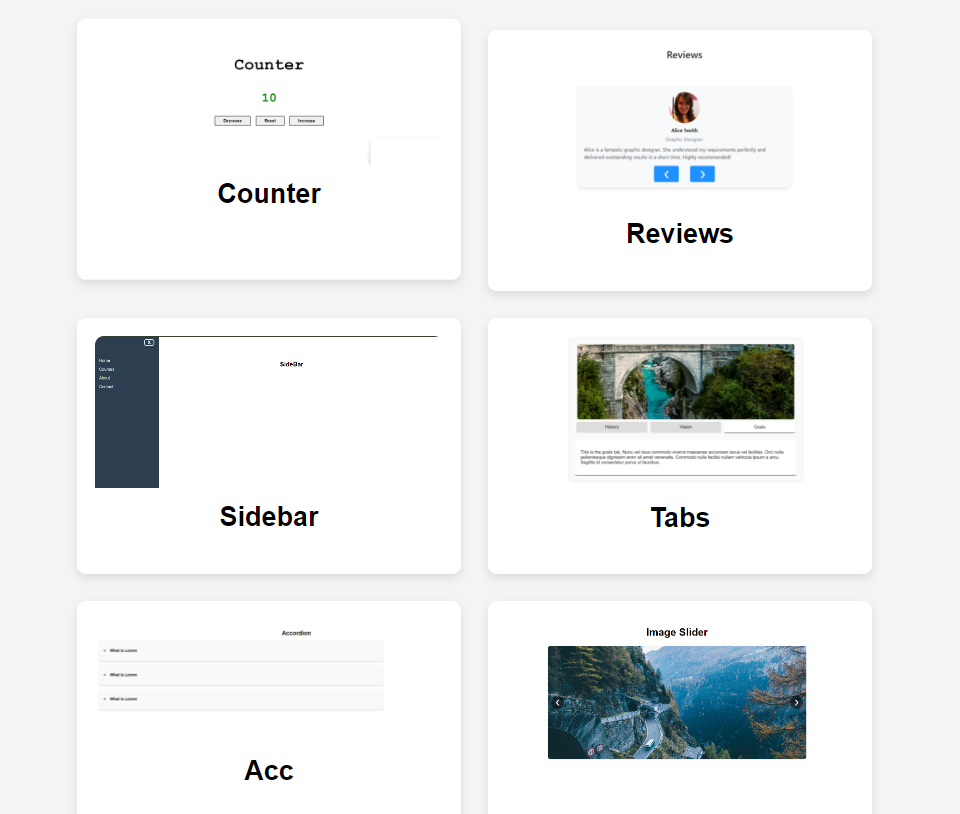 Counter
10
Decrease Reset Increase
Counter
Reviews
Alice Smith
Graphic Designer
Alice is a fantastic graphic designer. She understood my requirements perfectly and
delivered outstanding results in a short time. Highly recommended!
Reviews
X
Home
Courses
About
Contact
SideBar
Sidebar
History Vision Goals
This is the goals tab. Nunc vel risus commodo viverra maecenas accumsan lacus vel facilisis. Orci nulla
pellentesque dignissim enim sit amet venenatis. Commodo nulla facilisi nullam vehicula ipsum a arcu.
Sagittis id consectetur purus ut faucibus.
Tabs
Accordion
What is Lorem
What is Lorem
What is Lorem
Acc
Image Slider